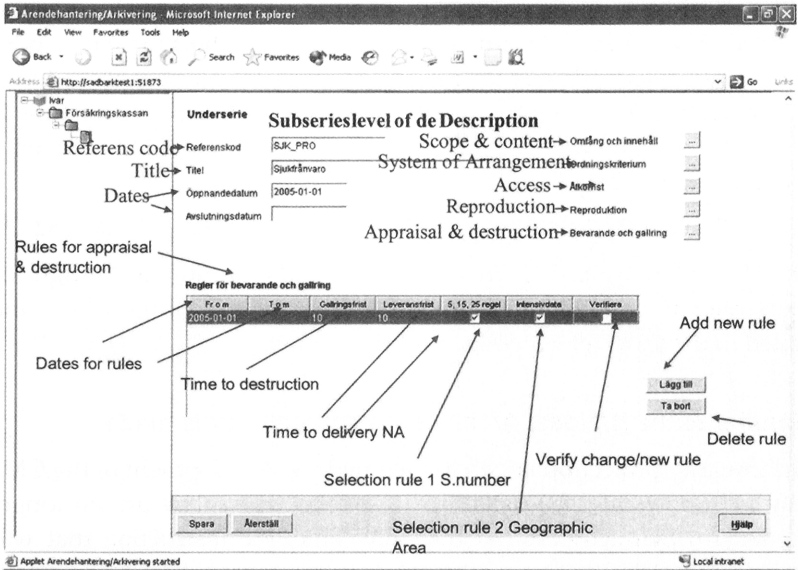 Arendehantering/Arkivering - Microsoft Internet Explorer
File Edit View Favorites Tools Help
Back Search Favorites Media
Address http://sadbarktest1:51873 Go Links
Ivar
Försäkringskassan
Underserie Subserieslevel of de Description
Referens code Referenskod SJK_PRO Scope & content Omfång och innehåll ...
Title Titel Sjukfrånvaro System of Arrangement Ordningskriterium ...
Dates Öppnandedatum 2005-01-01 Access Åtkomst ...
Avslutningsdatum Reproduction Reproduktion ...
Appraisal & destruction Bevarande och gallring ...
Rules for appraisal
& destruction
Regler för bevarande och gallring
From Tom Gallringsfrist Leveransfrist 5, 15, 25 regel Intensivdata Verifiera
2005-01-01 10 10
Add new rule
Dates for rules
Time to destruction
Lägg till
Ta bort
Time to delivery NA
Delete rule
Verify change/new rule
Selection rule 1 S.number
Spara Återställ Selection rule 2 Geographic Hjälp
Area
Applet Arendehantering/Arkivering started Local intranet